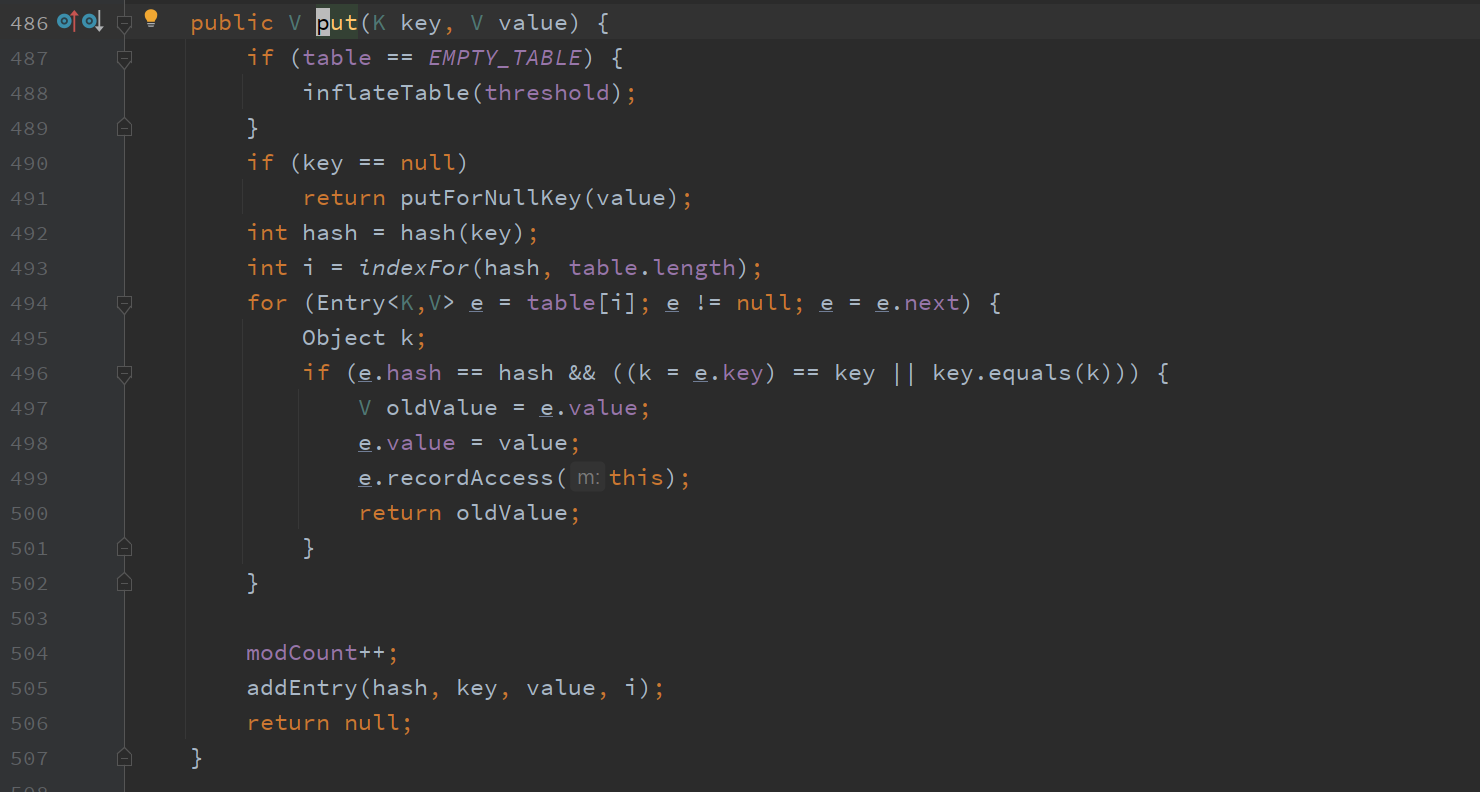 486 public V put(K key, V value) {
487 if (table == EMPTY_TABLE) {
488 inflateTable(threshold);
489 }
490 if (key == null)
491 return putForNullKey(value);
492 int hash = hash(key);
493 int i = indexFor(hash, table.length);
494 for (Entry<K,V> e = table[i]; e != null; e = e.next) {
495 Object k;
496 if (e.hash == hash && ((k = e.key) == key || key.equals(k))) {
497 V oldValue = e.value;
498 e.value = value;
499 e.recordAccess( m: this);
500 return oldValue;
501 }
502 }
503
504 modCount++;
505 addEntry(hash, key, value, i);
506 return null;
507 }
508